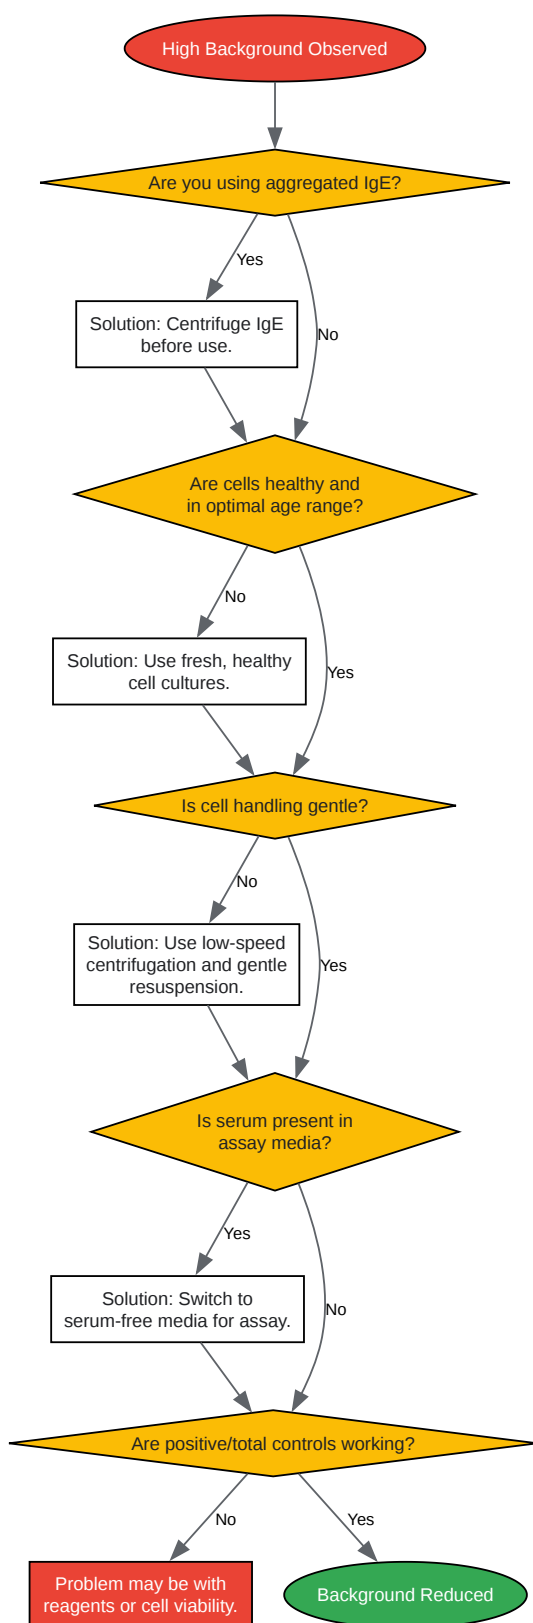 High Background Observed
Are you using aggregated IgE?
Yes
Solution: Centrifuge IgE
before use.
No
Are cells healthy and
in optimal age range?
No
Solution: Use fresh, healthy
cell cultures.
Yes
Is cell handling gentle?
No
Solution: Use low-speed
centrifugation and gentle
resuspension.
Yes
Is serum present in
assay media?
Yes
Solution: Switch to
serum-free media for assay.
No
Are positive/total controls working?
No
Yes
Problem may be with
reagents or cell viability.
Background Reduced